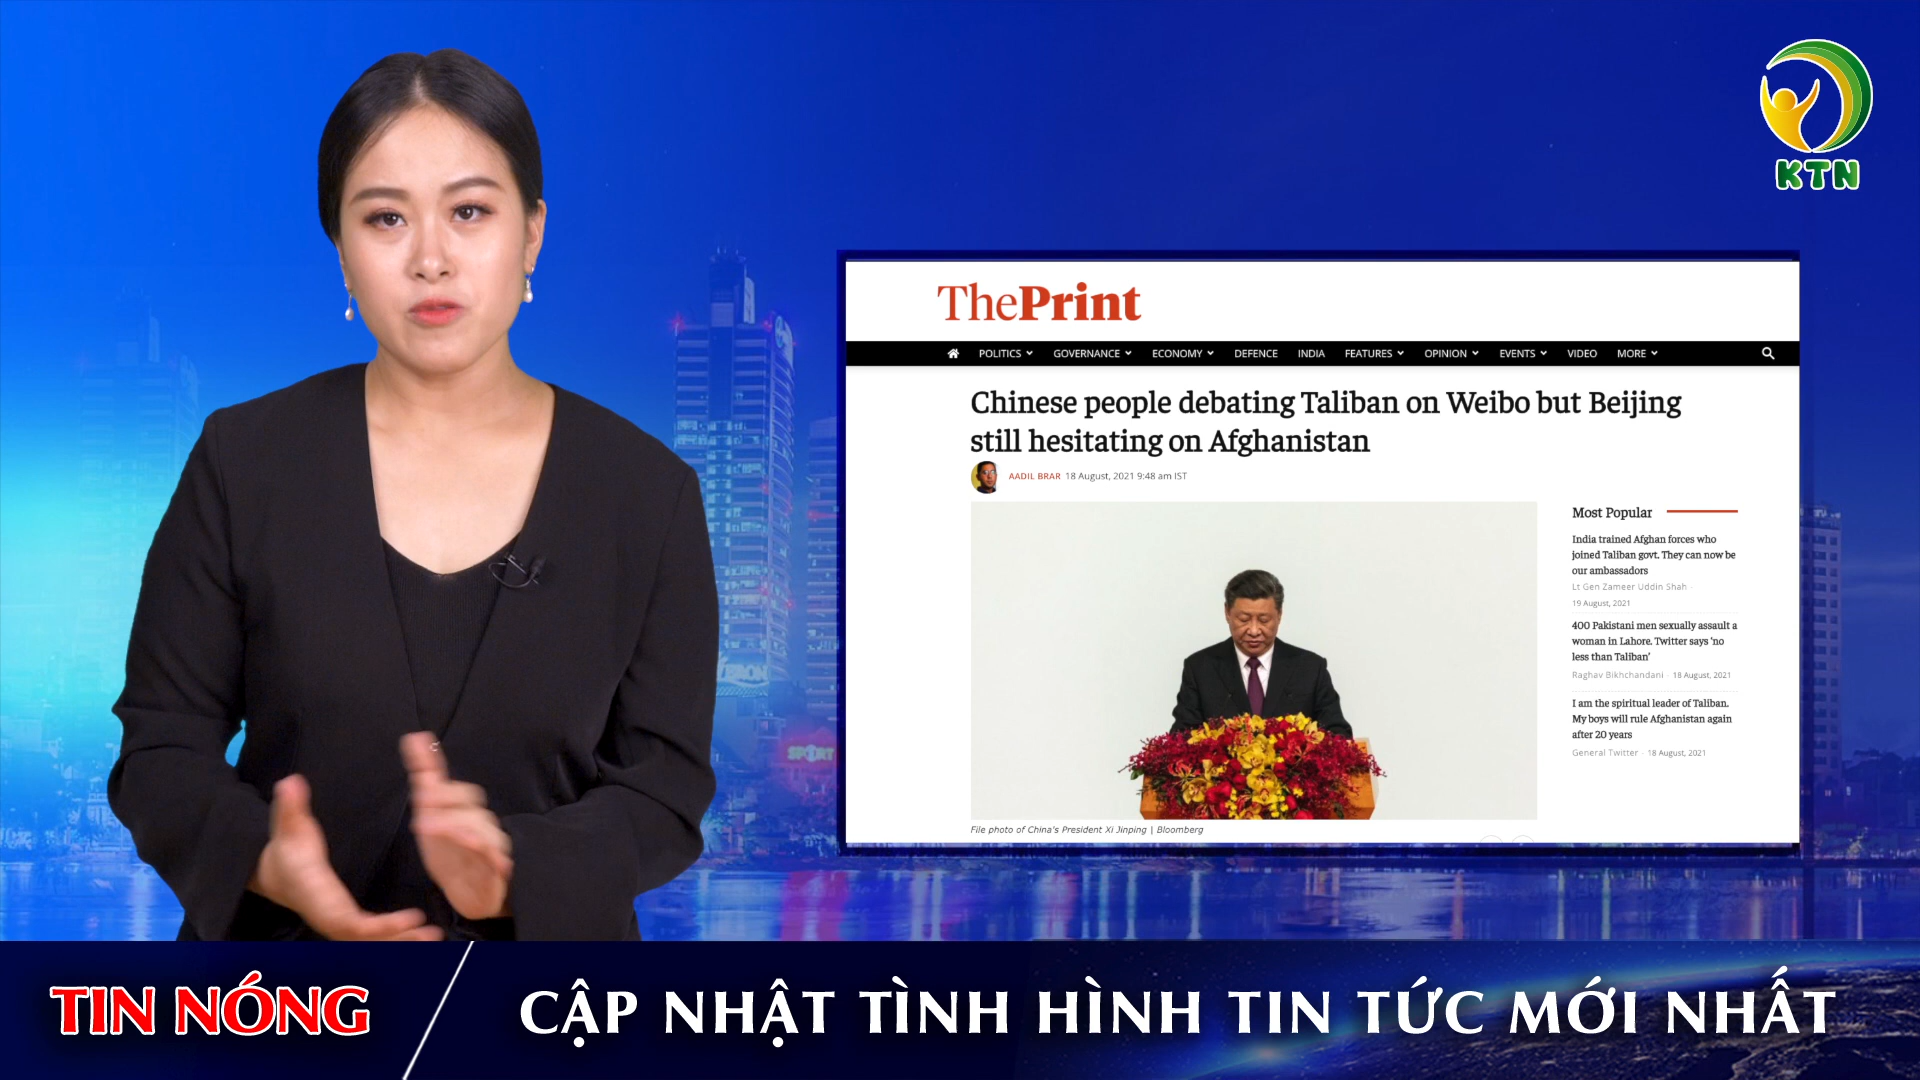 KTN
ThePrint
POLITICS GOVERNANCE ECONOMY DEFENCE INDIA FEATURES OPINION EVENTS VIDEO MORE
Chinese people debating Taliban on Weibo but Beijing
still hesitating on Afghanistan
AADIL BRAR 18 August, 2021 9:48 am IST
Most Popular
India trained Afghan forces who
joined Taliban govt. They can now be
our ambassadors
Lt Gen Zameer Uddin Shah -
19 August, 2021
400 Pakistani men sexually assault a
woman in Lahore. Twitter says ‘no
less than Taliban’
Raghav Bikhchandani - 18 August, 2021
I am the spiritual leader of Taliban.
My boys will rule Afghanistan again
after 20 years
General Twitter - 18 August, 2021
File photo of China's President Xi Jinping | Bloomberg
SPORT
TIN NÓNG
CẬP NHẬT TÌNH HÌNH TIN TỨC MỚI NHẤT